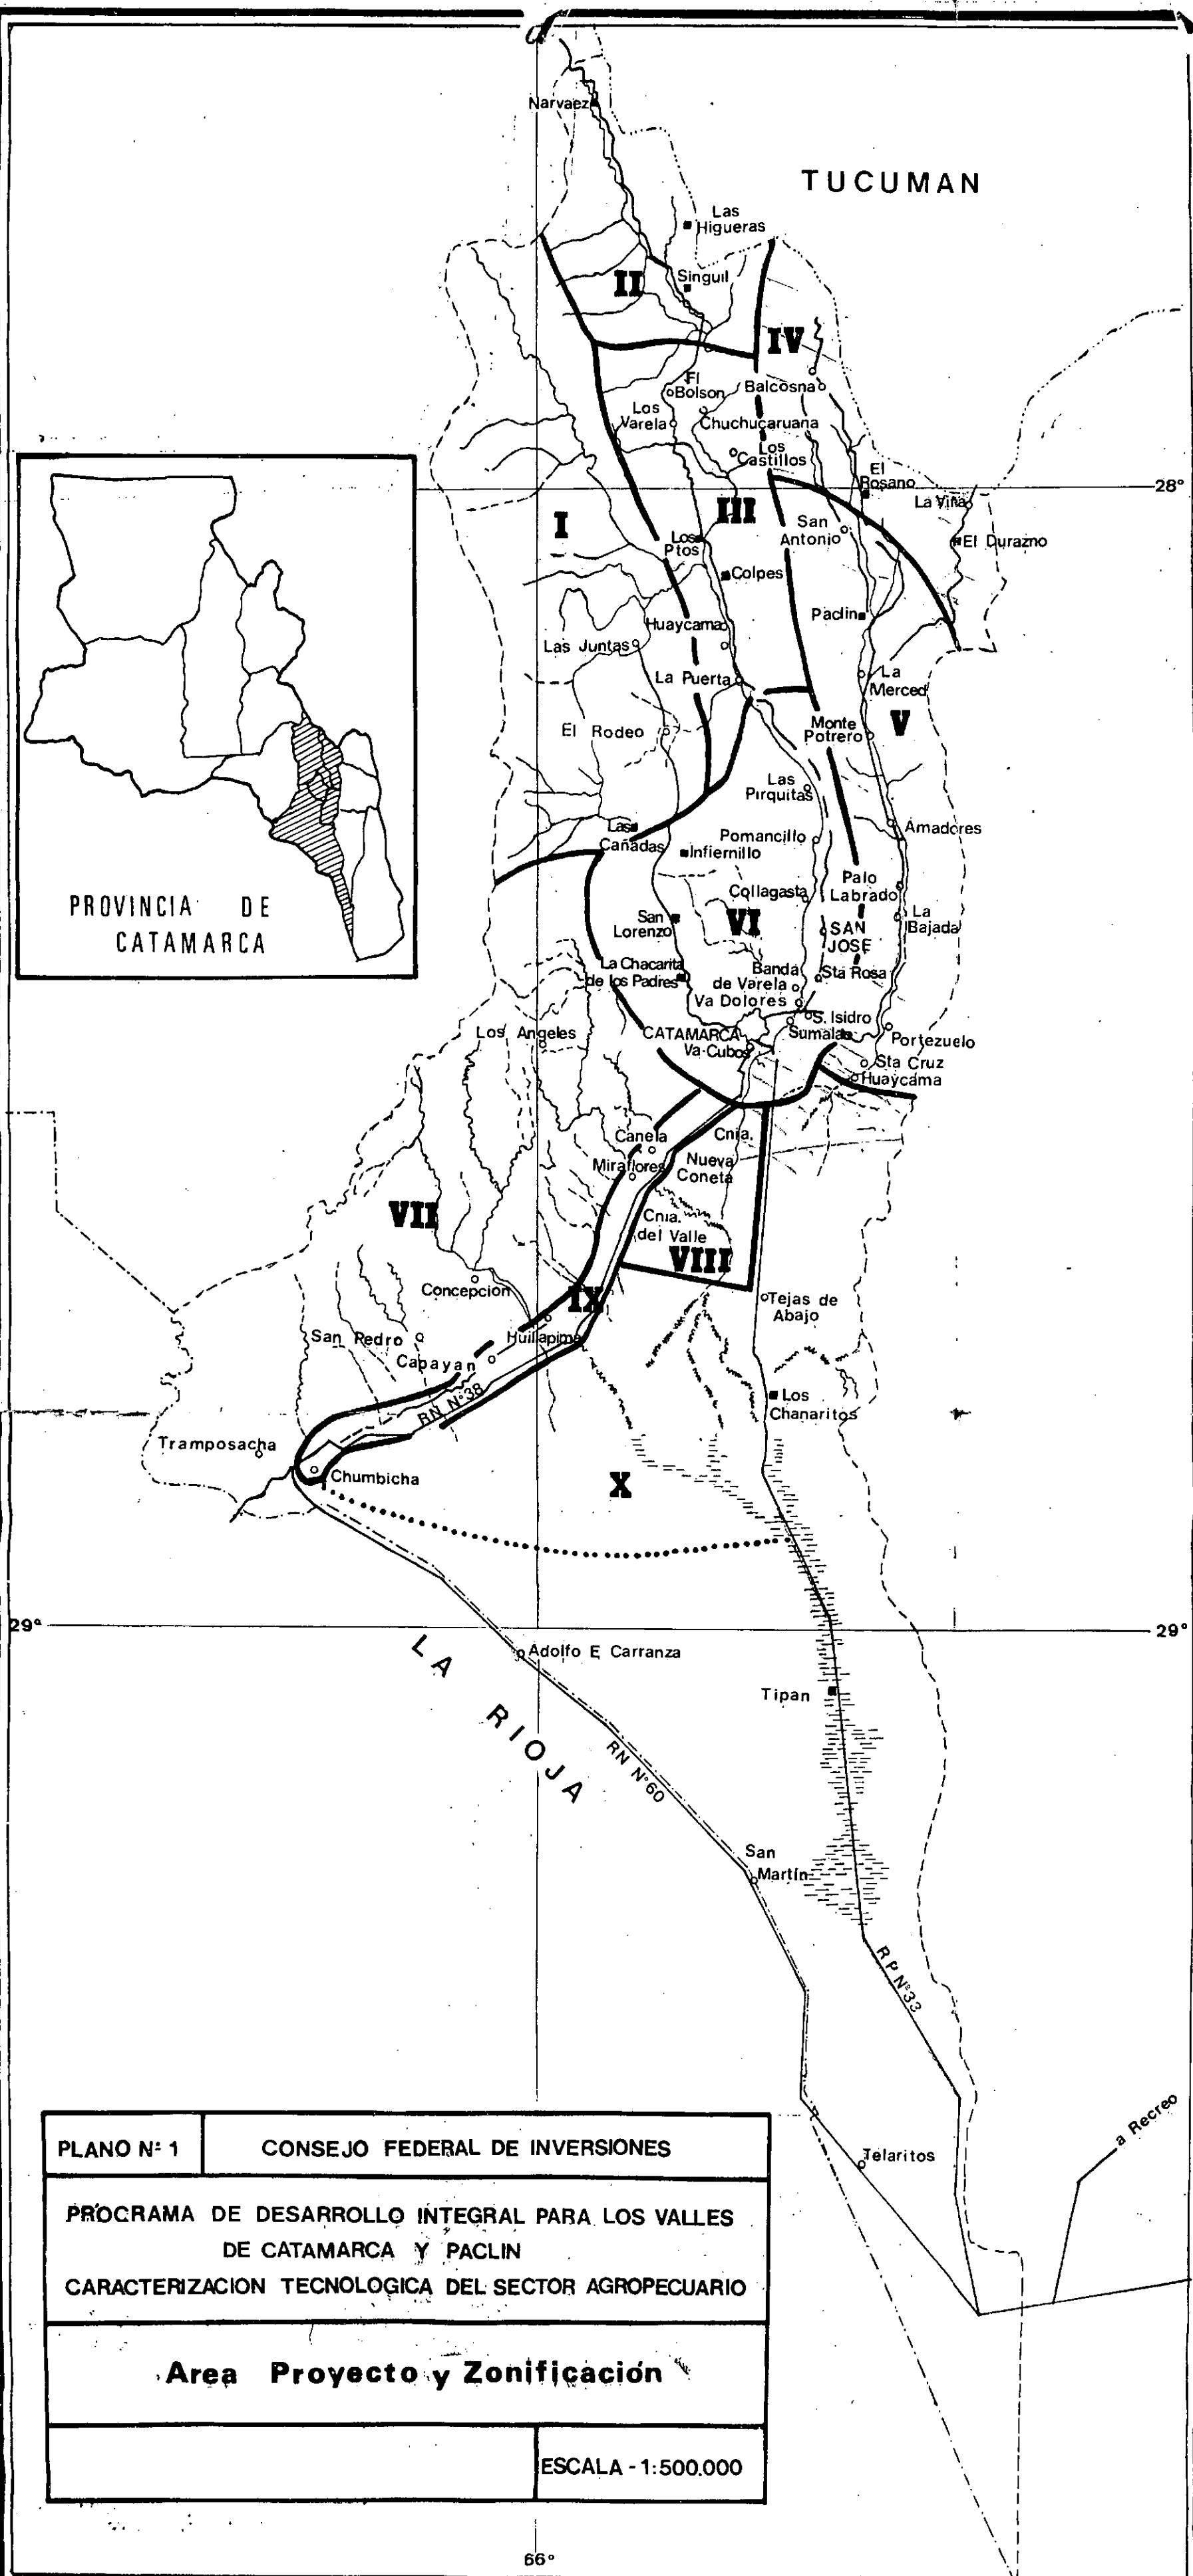 Narvaez
TUCUMAN
Las
Higueras
II
Singuil
IV
El
Bolson
Balcosna
Los
Varela
Chuchucaruana
Los
Castillos
El
Rosano
28°
La Viña
I
III
San
Antonio
Los
Ptos
El Durazno
Colpes
Paclin
Huaycama
Las Juntas
La Puerta
La
Merced
Monte
Potrero
V
El Rodeo
Las
Pirquitas
Las
Cañadas
Pomancillo
Amadores
Infiernillo
Palo
Labrado
Collagasta
San
Lorenzo
VI
SAN
JOSE
La
Bajada
La Chacarita
de los Padres
Banda
de Varela
Sta Rosa
Va Dolores
S. Isidro
Los Angeles
CATAMARCA
Sumalao
Portezuelo
Va-Cubos
Sta Cruz
Huaycama
PROVINCIA DE
CATAMARCA
Canela
Cnia.
Nueva
Coneta
Miraflores
VII
Cnia.
del Valle
VIII
Concepcion
IX
Tejas de
Abajo
San Pedro
Huillapima
Capayan
RN N°38
Los
Chanaritos
Tramposacha
Chumbicha
X
29°
29°
Adolfo E Carranza
LA RIOJA
Tipan
RN N°60
San
Martín
RP N°33
a Recreo
Telaritos
PLANO Nº 1
CONSEJO FEDERAL DE INVERSIONES
PROGRAMA DE DESARROLLO INTEGRAL PARA LOS VALLES
DE CATAMARCA Y PACLIN
CARACTERIZACION TECNOLOGICA DEL SECTOR AGROPECUARIO
Area Proyecto y Zonificación
ESCALA - 1:500.000
66°